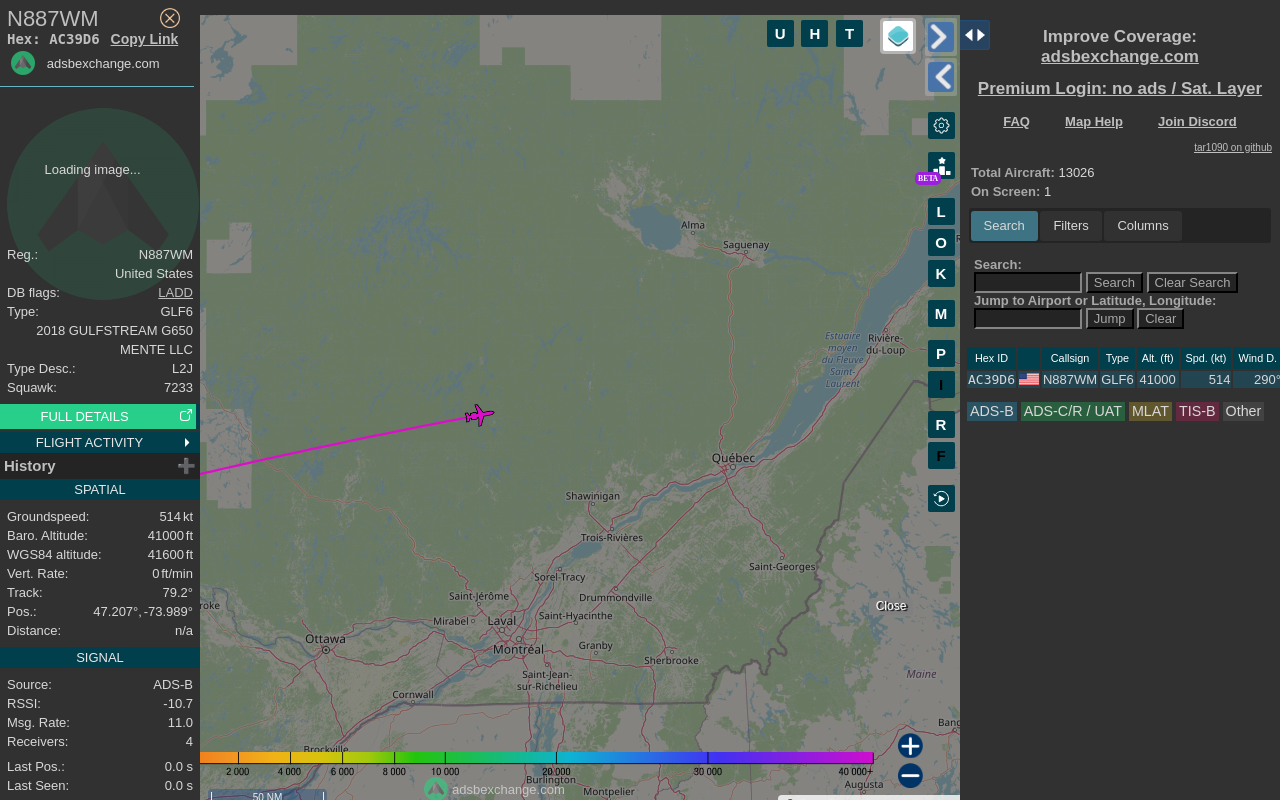 N887WM
Hex: AC39D6 Copy Link
adsbexchange.com
Loading image...
Reg.: N887WM
United States
DB flags: LADD
Type: GLF6
2018 GULFSTREAM G650
MENTE LLC
Type Desc.: L2J
Squawk: 7233
FULL DETAILS
FLIGHT ACTIVITY
History
SPATIAL
Groundspeed: 514 kt
Baro. Altitude: 41000 ft
WGS84 altitude: 41600 ft
Vert. Rate: 0 ft/min
Track: 79.2°
Pos.: 47.207°, -73.989°
Distance: n/a
SIGNAL
Source: ADS-B
RSSI: -10.7
Msg. Rate: 11.0
Receivers: 4
Last Pos.: 0.0 s
Last Seen: 0.0 s
U H T
BETA
L
O
K
M
P
I
R
F
Alma
Saguenay
Estuaire
moyen
du Fleuve
Saint-
Laurent
Rivière-
du-Loup
Québec
Shawinigan
Trois-Rivières
Saint-Georges
Sorel-Tracy
Drummondville
Saint-Jérôme
Saint-Hyacinthe
Mirabel
Laval
Montréal
Granby
Sherbrooke
Ottawa
roke
Saint-Jean-
sur-Richelieu
Cornwall
Maine
Bang
Brockville
Burlington
Montpelier
Augusta
Close
2 000 4 000 6 000 8 000 10 000 20 000 30 000 40 000+
adsbexchange.com
50 NM
Improve Coverage:
adsbexchange.com
Premium Login: no ads / Sat. Layer
FAQ Map Help Join Discord
tar1090 on github
Total Aircraft: 13026
On Screen: 1
Search Filters Columns
Search:
Search Clear Search
Jump to Airport or Latitude, Longitude:
Jump Clear
Hex ID Callsign Type Alt. (ft) Spd. (kt) Wind D.
AC39D6 N887WM GLF6 41000 514 290°
ADS-B ADS-C/R / UAT MLAT TIS-B Other